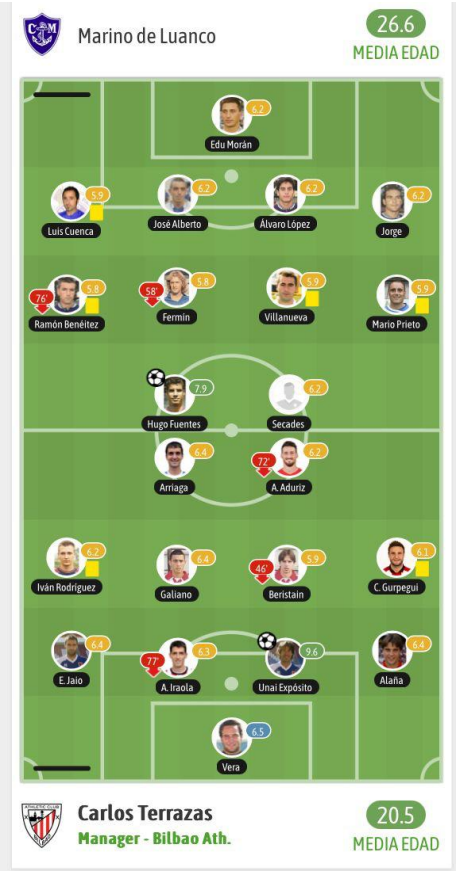 CM
26.6
Marino de Luanco
MEDIA EDAD
6.2
Edu Morán
5.9
6.2
6.2
6.2
Luis Cuenca
José Alberto
Álvaro López
Jorge
76' 5.8
58' 5.8
5.9
5.9
Ramón Benéitez
Fermín
Villanueva
Mario Prieto
7.9
6.2
Hugo Fuentes
Secades
6.4
72' 6.2
Arriaga
A. Aduriz
6.2
6.4
46' 5.9
6.1
Iván Rodríguez
Galiano
Beristain
C. Gurpegui
6.4
77' 6.3
9.6
6.4
E. Jaio
A. Iraola
Unai Expósito
Alaña
6.5
Vera
ATHLETIC CLUB
Carlos Terrazas
20.5
Manager - Bilbao Ath.
MEDIA EDAD